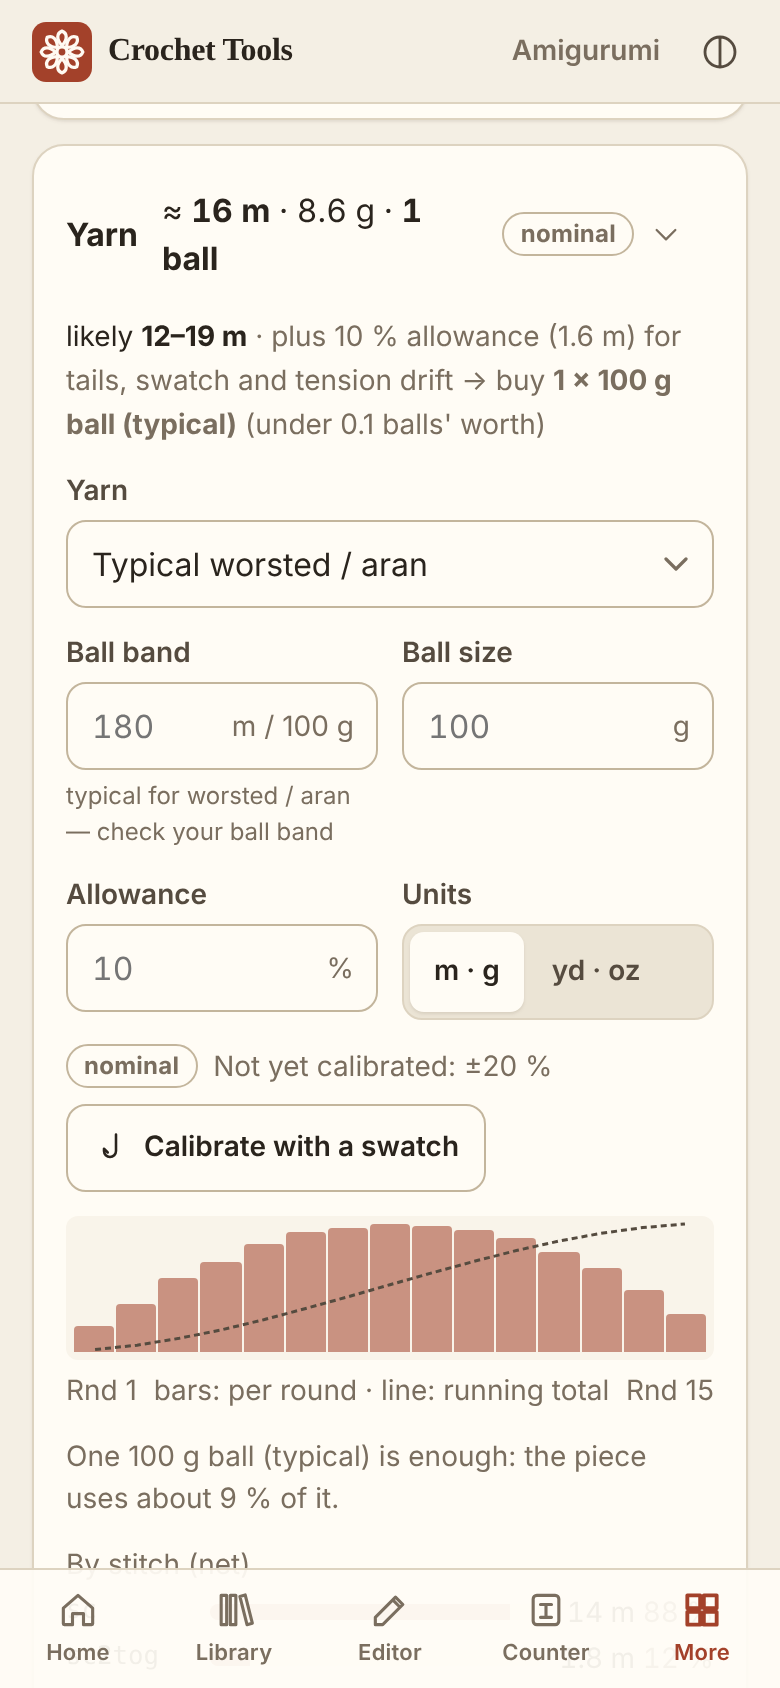 Crochet Tools
Amigurumi
Yarn
≈ 16 m · 8.6 g · 1
ball
nominal
likely 12–19 m · plus 10 % allowance (1.6 m) for
tails, swatch and tension drift → buy 1 × 100 g
ball (typical) (under 0.1 balls' worth)
Yarn
Typical worsted / aran
Ball band
Ball size
180 m / 100 g
100 g
typical for worsted / aran
— check your ball band
Allowance
Units
10 %
m · g
yd · oz
nominal Not yet calibrated: ±20 %
Calibrate with a swatch
Rnd 1 bars: per round · line: running total Rnd 15
One 100 g ball (typical) is enough: the piece
uses about 9 % of it.
By stitch (net)
14 m 88
1.8 m 12 %
Home
Library
Editor
Counter
More